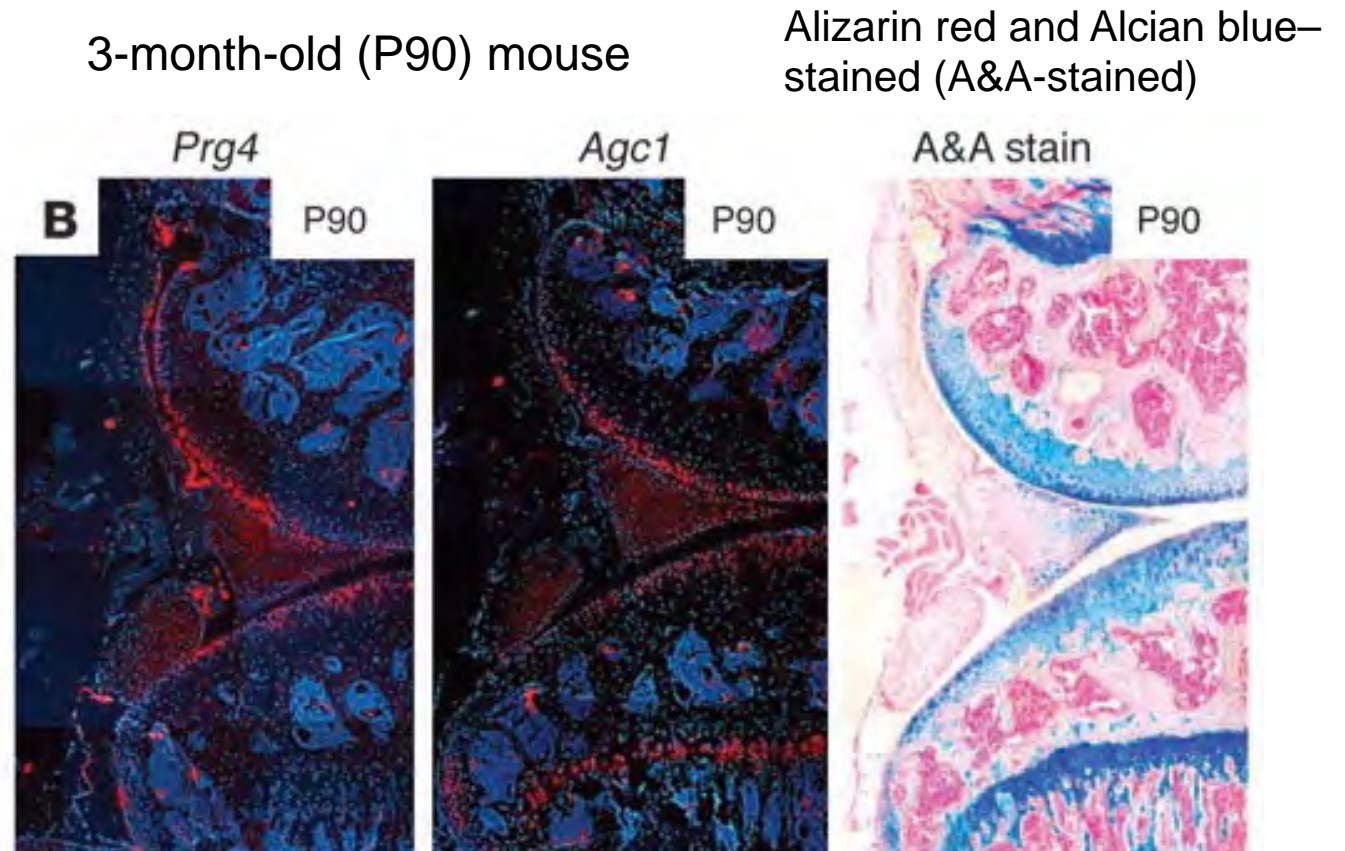 3-month-old (P90) mouse
Alizarin red and Alcian blue–
stained (A&A-stained)
Prg4
Agc1
A&A stain
B
P90
P90
P90